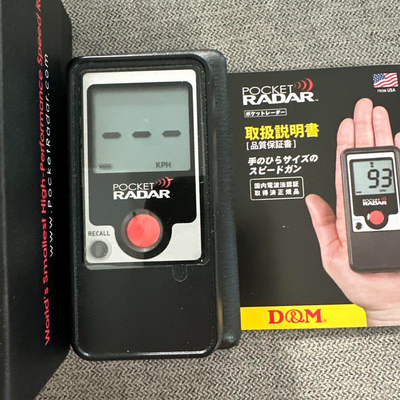 World's Smallest High-Performance Speed
www.PocketRadar.com
- - -
KPH
POCKET
RADAR
RECALL
POCKET
RADAR
FROM USA
ポケットレーダー
取扱説明書
[品質保証書]
手のひらサイズの
スピードガン
国内電波法認証
取得済正規品
93
POCKET
RADAR
D&M